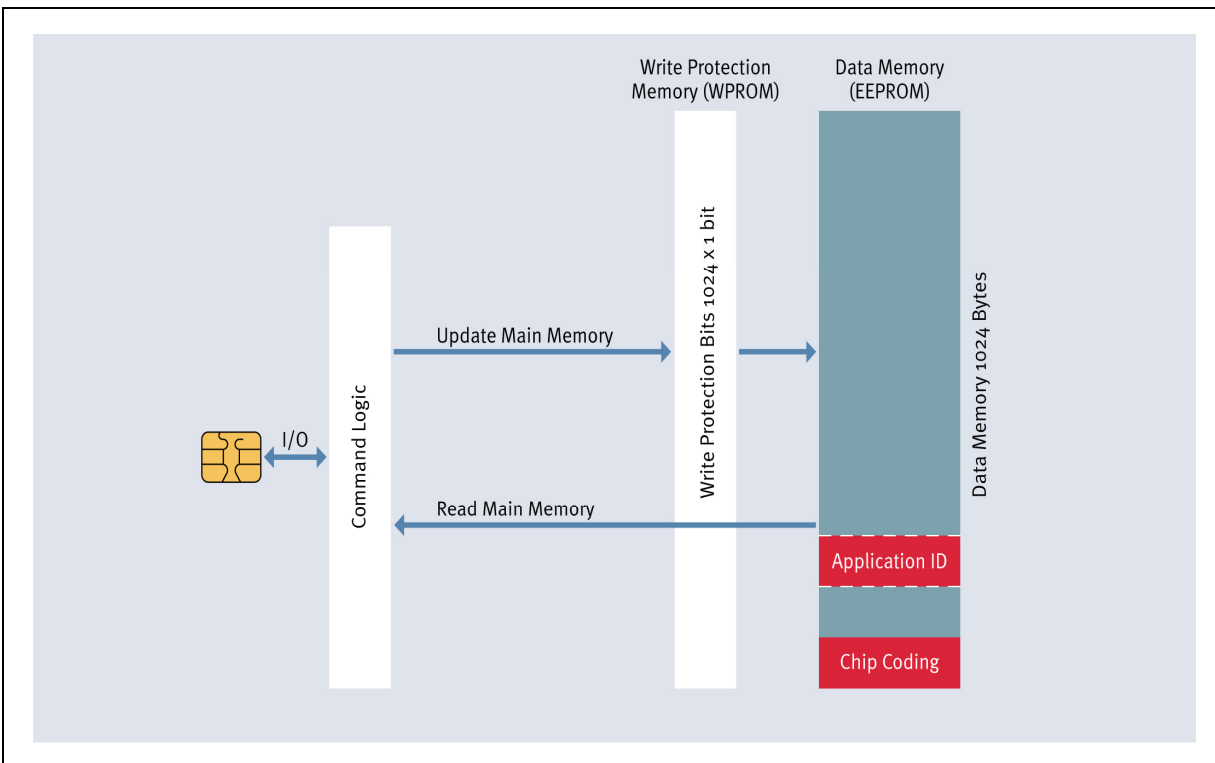 Write Protection
Memory (WPROM)
Data Memory
(EEPROM)
Update Main Memory
Write Protection Bits 1024 x 1 bit
Data Memory 1024 Bytes
I/O
Command Logic
Read Main Memory
Application ID
Chip Coding